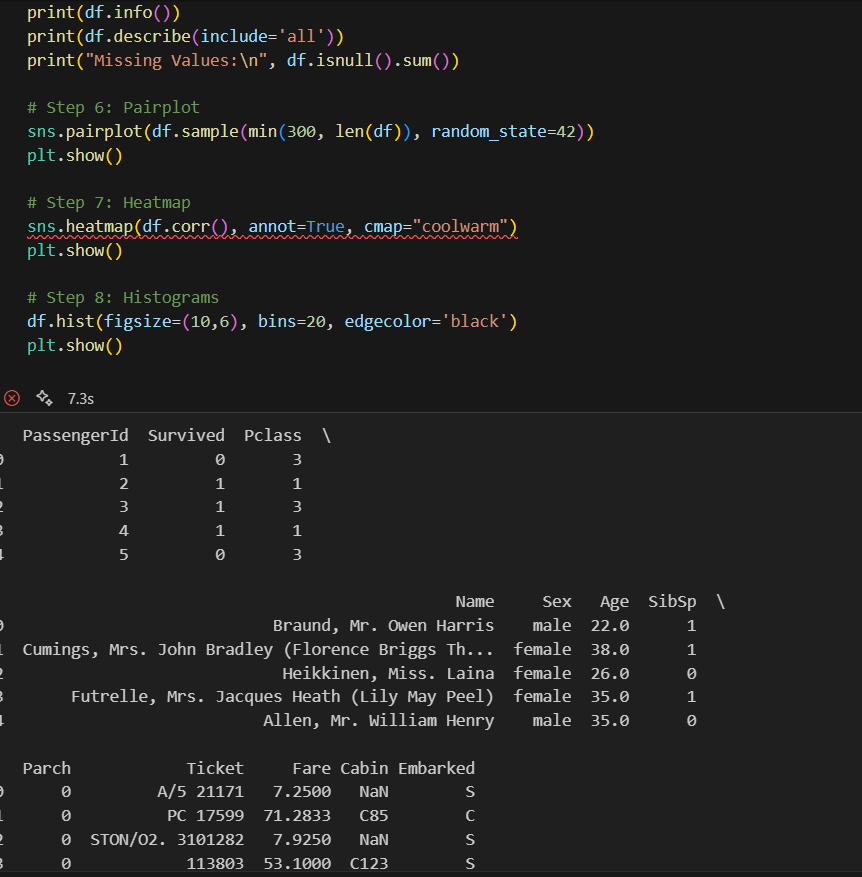 print(df.info())
print(df.describe(include='all'))
print("Missing Values:\n", df.isnull().sum())
# Step 6: Pairplot
sns.pairplot(df.sample(min(300, len(df)), random_state=42))
plt.show()
# Step 7: Heatmap
sns.heatmap(df.corr(), annot=True, cmap="coolwarm")
plt.show()
# Step 8: Histograms
df.hist(figsize=(10,6), bins=20, edgecolor='black')
plt.show()
7.3s
PassengerId  Survived  Pclass  \
0 1 0 3
1 2 1 1
2 3 1 3
3 4 1 1
4 5 0 3
Name     Sex   Age  SibSp  \
0 Braund, Mr. Owen Harris    male  22.0      1
1 Cumings, Mrs. John Bradley (Florence Briggs Th...  female  38.0      1
2 Heikkinen, Miss. Laina  female  26.0      0
3 Futrelle, Mrs. Jacques Heath (Lily May Peel)  female  35.0      1
4 Allen, Mr. William Henry    male  35.0      0
Parch            Ticket     Fare Cabin Embarked
0 0         A/5 21171   7.2500   NaN        S
1 0          PC 17599  71.2833   C85        C
2 0  STON/O2. 3101282   7.9250   NaN        S
3 0            113803  53.1000  C123        S